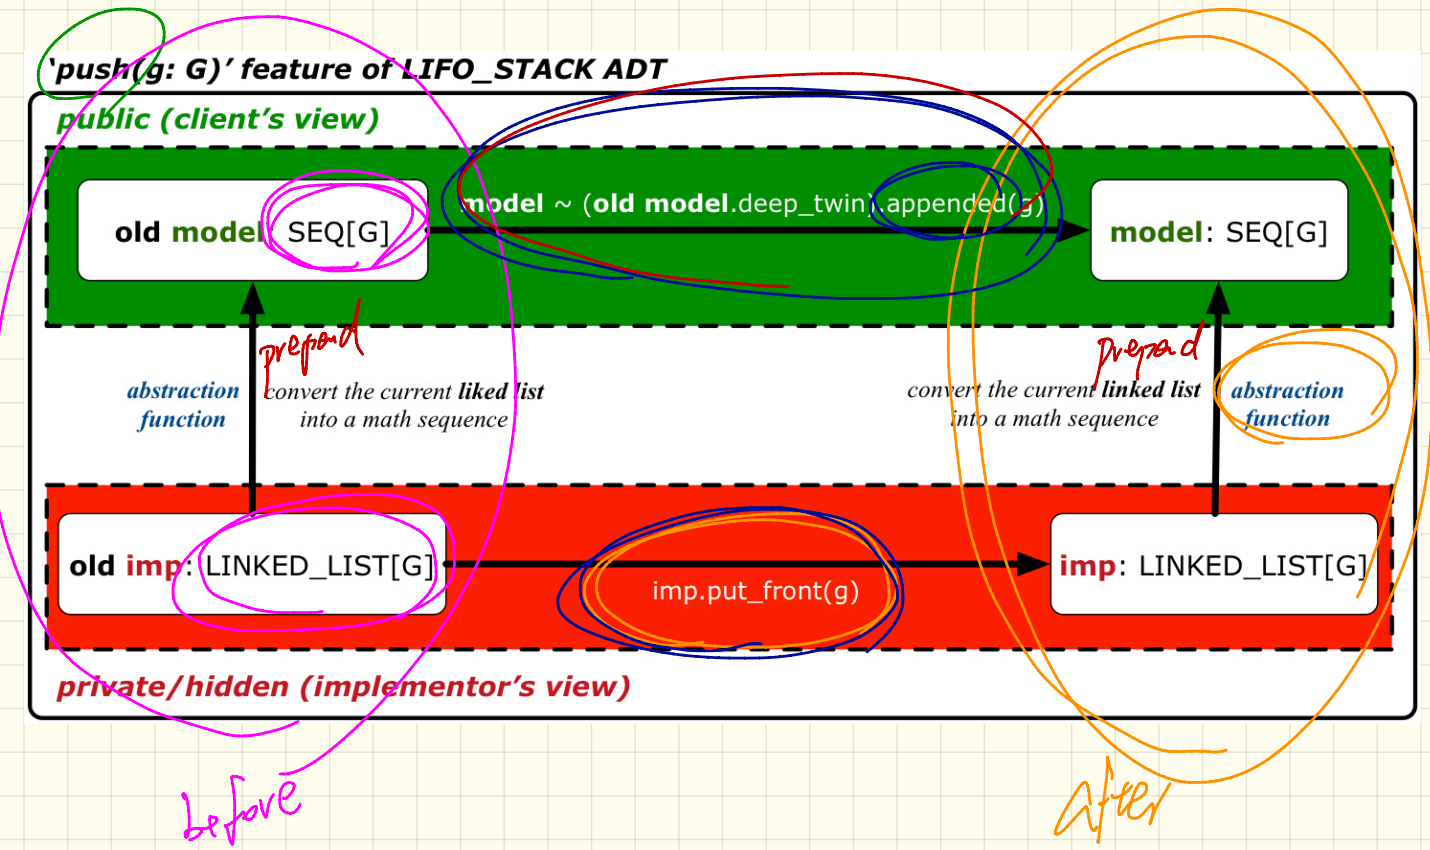 ‘push(g: G)’ feature of LIFO_STACK ADT
public (client’s view)
old model: SEQ[G]
model ~ (old model.deep_twin).appended(g)
model: SEQ[G]
prepend
prepend
abstraction
function
convert the current liked list
into a math sequence
convert the current linked list
into a math sequence
abstraction
function
old imp: LINKED_LIST[G]
imp.put_front(g)
imp: LINKED_LIST[G]
private/hidden (implementor’s view)
before
after